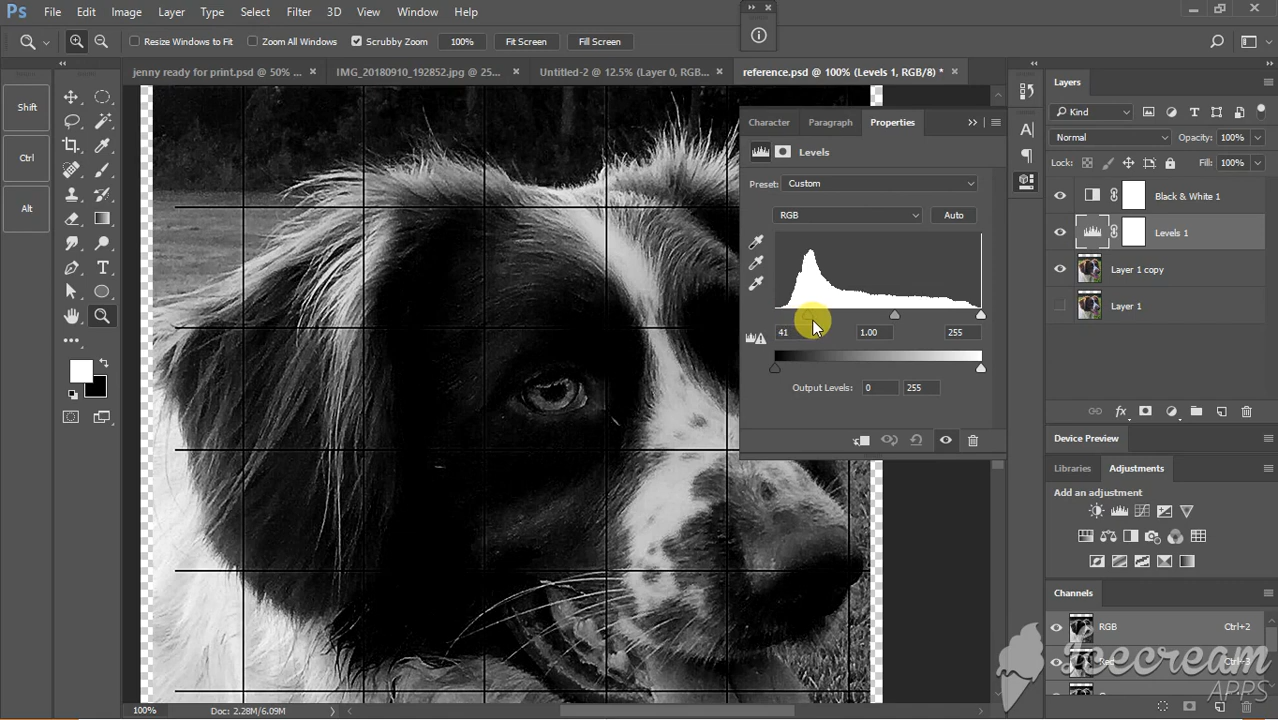 Ps File Edit Image Layer Type Select Filter 3D View Window Help
Resize Windows to Fit Zoom All Windows Scrubby Zoom 100% Fit Screen Fill Screen
jenny ready for print.psd @ 50% ... × IMG_20180910_192852.jpg @ 25... × Untitled-2 @ 12.5% (Layer 0, RGB... × reference.psd @ 100% (Levels 1, RGB/8) * ×
Shift
Ctrl
Alt
Character Paragraph Properties
Levels
Preset: Custom
RGB Auto
41 1.00 255
Output Levels: 0 255
Layers
Kind
Normal Opacity: 100%
Lock: Fill: 100%
Black & White 1
Levels 1
Layer 1 copy
Layer 1
fx
Device Preview
Libraries Adjustments
Add an adjustment
Channels
RGB Ctrl+2
Red Ctrl+3
Icecream
APPS
100% Doc: 2.28M/6.09M